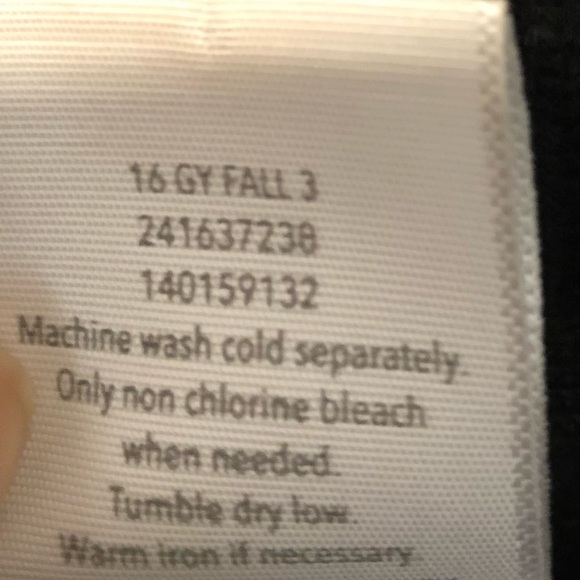 16 GY FALL 3
241637238
140159132
Machine wash cold separately.
Only non chlorine bleach
when needed.
Tumble dry low.
Warm iron if necessary.